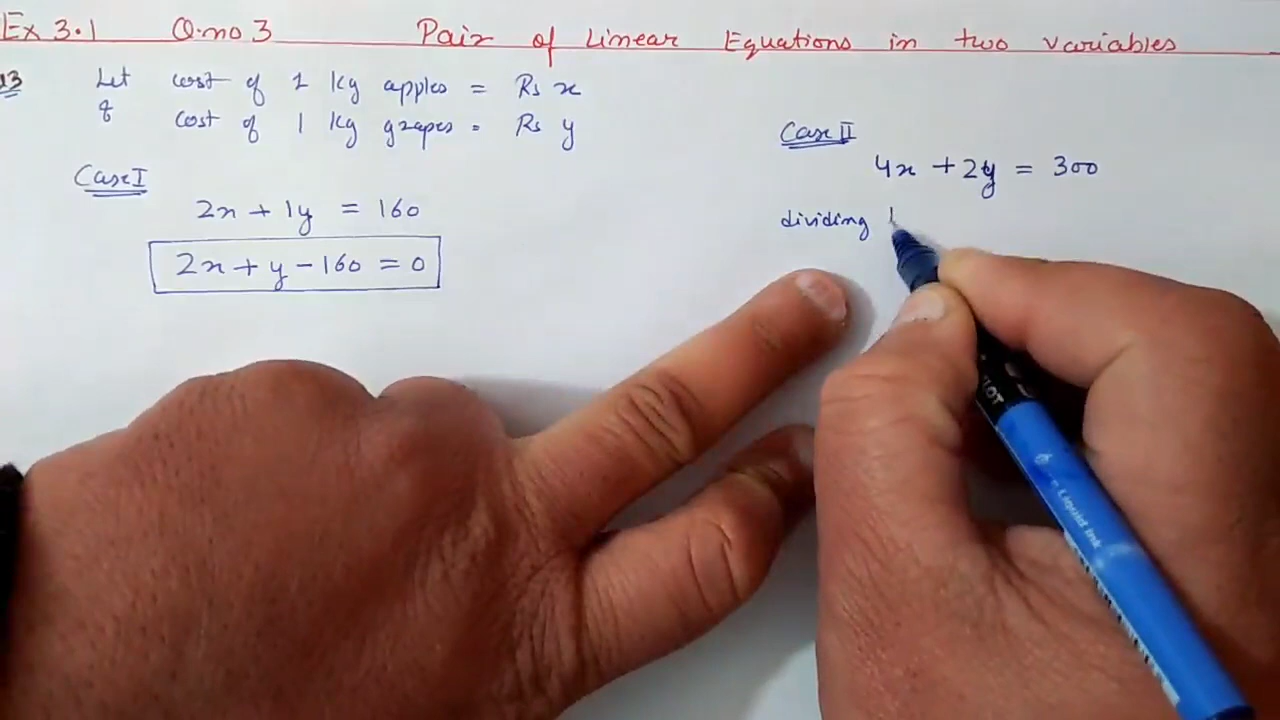 Ex 3.1 Q.no 3 Pair of Linear Equations in two variables
Let cost of 1 kg apples = Rs x
& cost of 1 kg grapes = Rs y
Case I
2x + 1y = 160
2x + y - 160 = 0
Case II
4x + 2y = 300
dividing
Liquid Ink